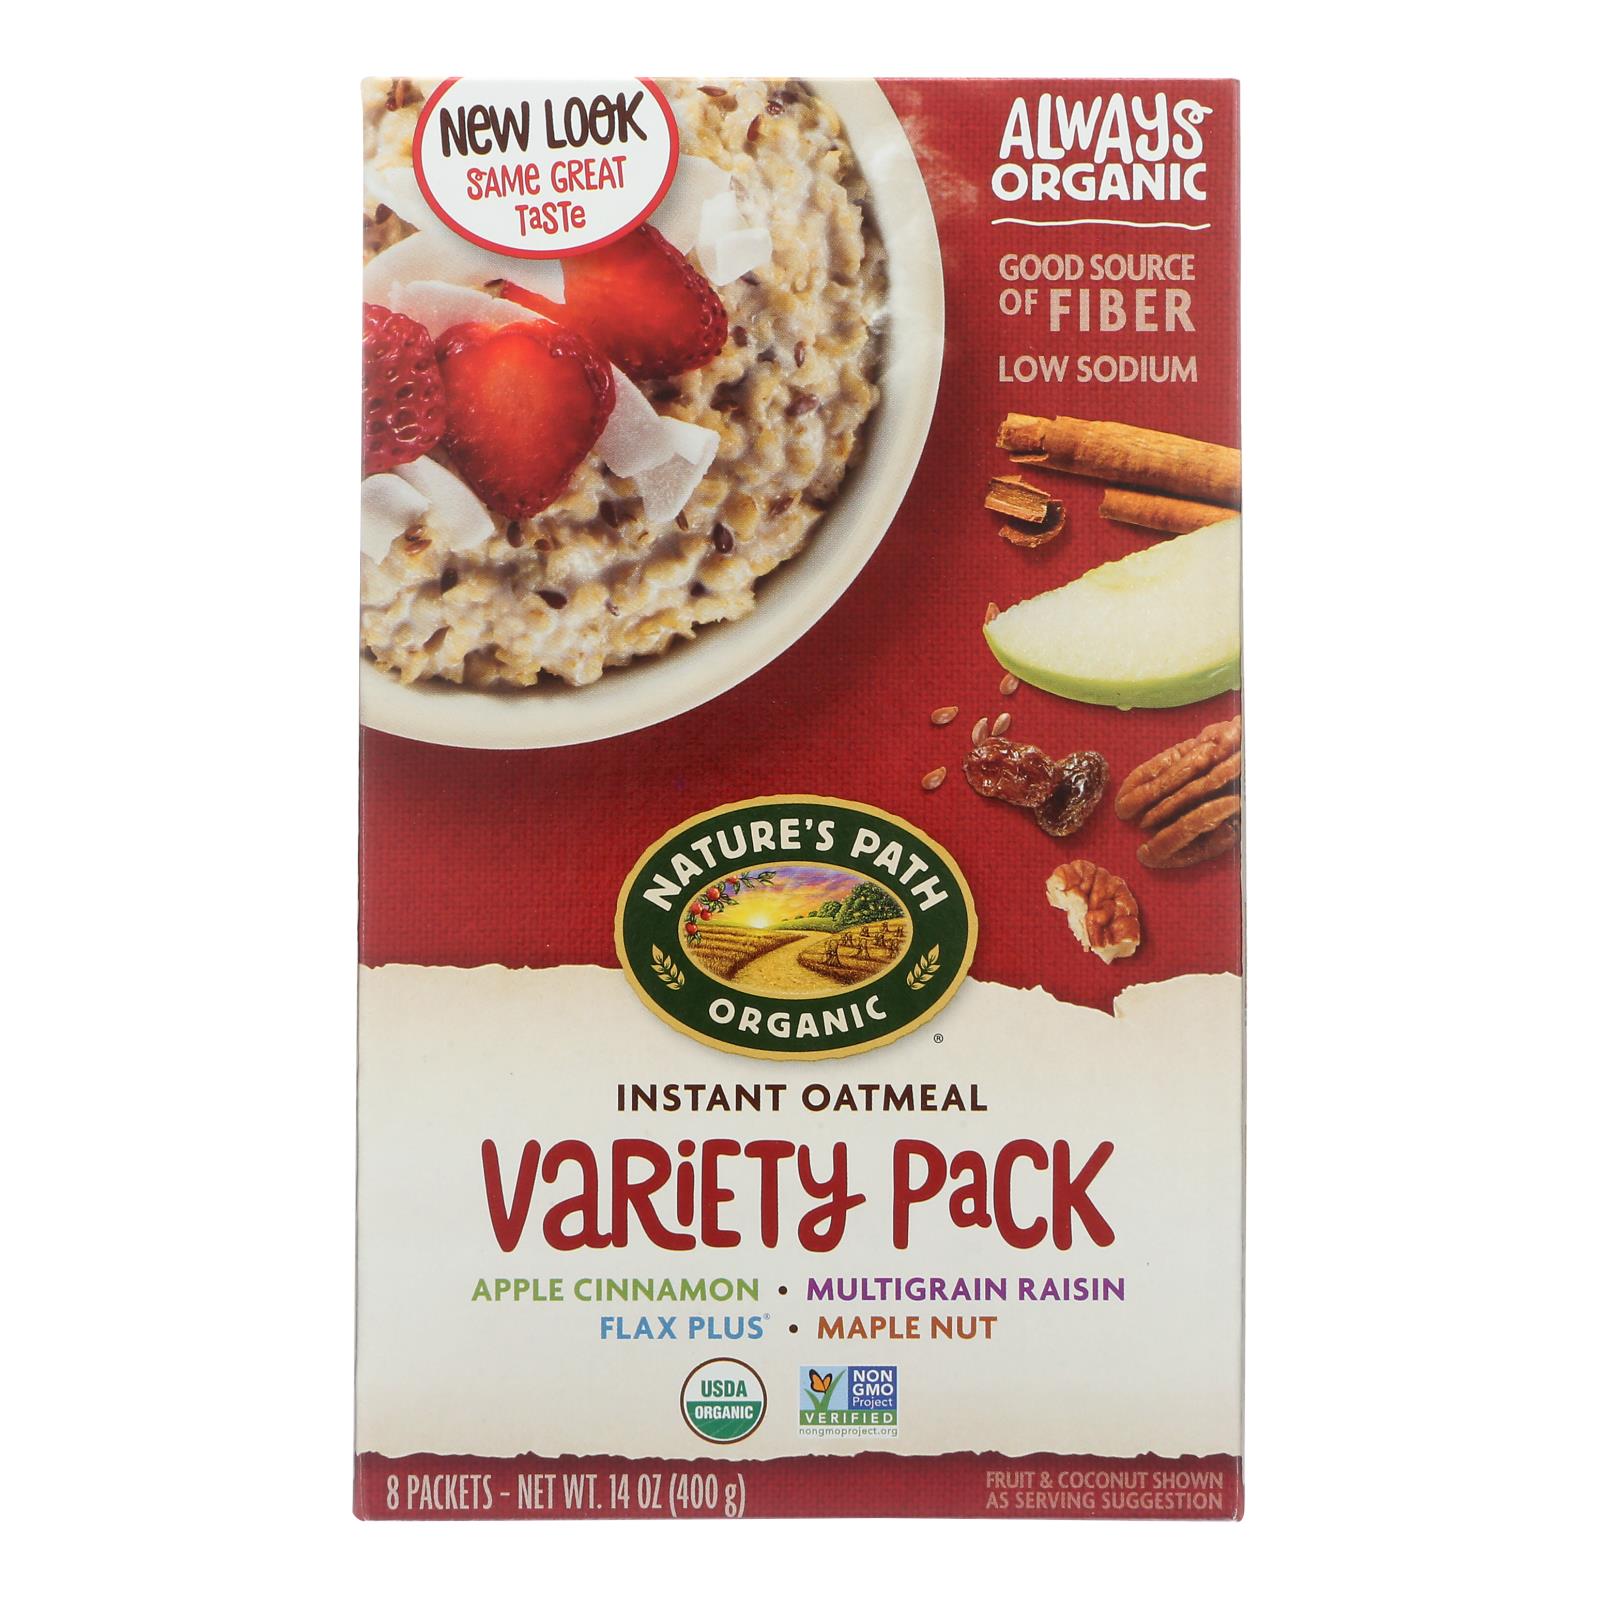 NEW LOOK
SAME GREAT
TASTE
ALWAYS
ORGANIC
GOOD SOURCE
OF FIBER
LOW SODIUM
NATURE'S PATH
ORGANIC
®
INSTANT OATMEAL
VARIETY PACK
APPLE CINNAMON • MULTIGRAIN RAISIN
FLAX PLUS® • MAPLE NUT
USDA
ORGANIC
NON
GMO
Project
VERIFIED
nongmoproject.org
8 PACKETS - NET WT. 14 OZ (400 g)
FRUIT & COCONUT SHOWN
AS SERVING SUGGESTION